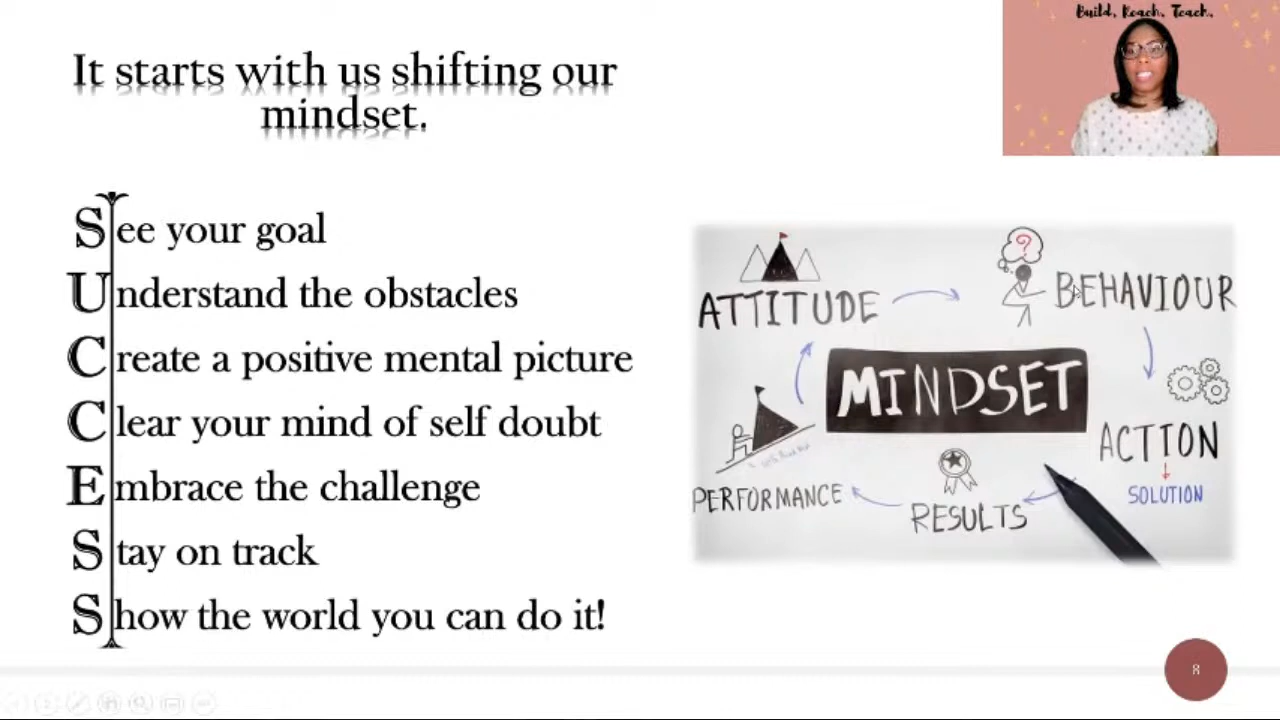 Build, Reach, Teach,
It starts with us shifting our
mindset.
See your goal
Understand the obstacles
Create a positive mental picture
Clear your mind of self doubt
Embrace the challenge
Stay on track
Show the world you can do it!
ATTITUDE
BEHAVIOUR
MINDSET
ACTION
SOLUTION
PERFORMANCE
RESULTS
8